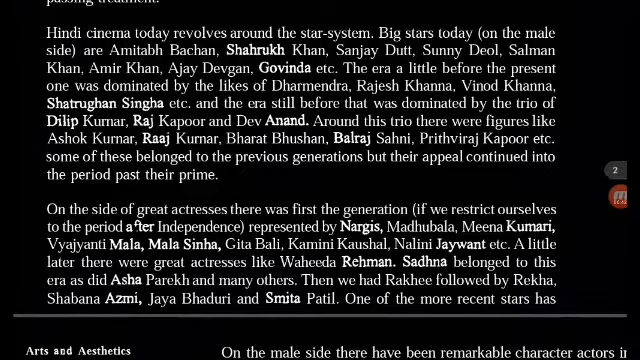 passing treatment.
Hindi cinema today revolves around the star-system. Big stars today (on the male
side) are Amitabh Bachan, Shahrukh Khan, Sanjay Dutt, Sunny Deol, Salman
Khan, Amir Khan, Ajay Devgan, Govinda etc. The era a little before the present
one was dominated by the likes of Dharmendra, Rajesh Khanna, Vinod Khanna,
Shatrughan Singha etc. and the era still before that was dominated by the trio of
Dilip Kurnar, Raj Kapoor and Dev Anand. Around this trio there were figures like
Ashok Kurnar, Raaj Kurnar, Bharat Bhushan, Balraj Sahni, Prithviraj Kapoor etc.
some of these belonged to the previous generations but their appeal continued into
the period past their prime.
2
On the side of great actresses there was first the generation (if we restrict ourselves
to the period after Independence) represented by Nargis, Madhubala, Meena Kumari,
Vyajyanti Mala, Mala Sinha, Gita Bali, Kamini Kaushal, Nalini Jaywant etc. A little
later there were great actresses like Waheeda Rehman. Sadhna belonged to this
era as did Asha Parekh and many others. Then we had Rakhee followed by Rekha,
Shabana Azmi, Jaya Bhaduri and Smita Patil. One of the more recent stars has
Arts and Aesthetics
On the male side there have been remarkable character actors in